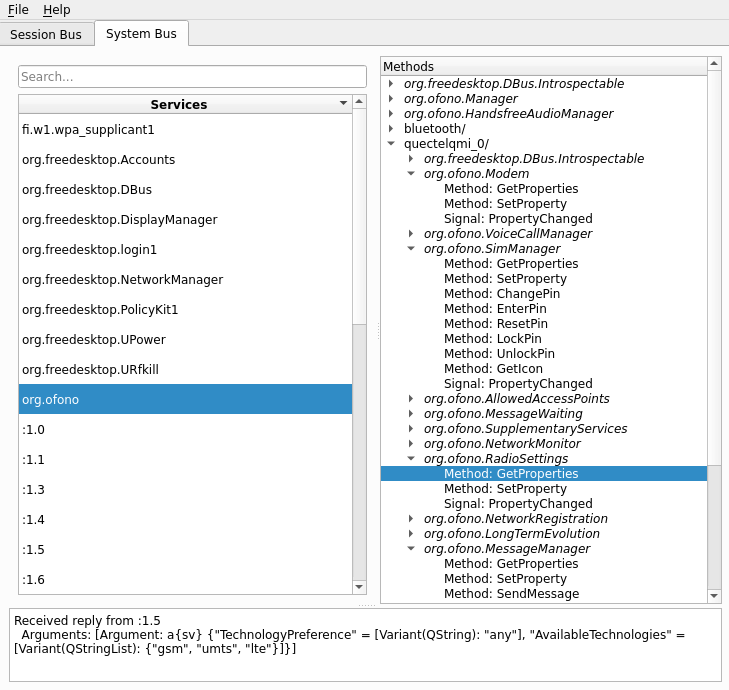 File Help
Session Bus System Bus
Search...
Services
fi.w1.wpa_supplicant1
org.freedesktop.Accounts
org.freedesktop.DBus
org.freedesktop.DisplayManager
org.freedesktop.login1
org.freedesktop.NetworkManager
org.freedesktop.PolicyKit1
org.freedesktop.UPower
org.freedesktop.URfkill
org.ofono
:1.0
:1.1
:1.3
:1.4
:1.5
:1.6
Methods
org.freedesktop.DBus.Introspectable
org.ofono.Manager
org.ofono.HandsfreeAudioManager
bluetooth/
quectelqmi_0/
org.freedesktop.DBus.Introspectable
org.ofono.Modem
Method: GetProperties
Method: SetProperty
Signal: PropertyChanged
org.ofono.VoiceCallManager
org.ofono.SimManager
Method: GetProperties
Method: SetProperty
Method: ChangePin
Method: EnterPin
Method: ResetPin
Method: LockPin
Method: UnlockPin
Method: GetIcon
Signal: PropertyChanged
org.ofono.AllowedAccessPoints
org.ofono.MessageWaiting
org.ofono.SupplementaryServices
org.ofono.NetworkMonitor
org.ofono.RadioSettings
Method: GetProperties
Method: SetProperty
Signal: PropertyChanged
org.ofono.NetworkRegistration
org.ofono.LongTermEvolution
org.ofono.MessageManager
Method: GetProperties
Method: SetProperty
Method: SendMessage
Received reply from :1.5
Arguments: [Argument: a{sv} {"TechnologyPreference" = [Variant(QString): "any"], "AvailableTechnologies" =
[Variant(QStringList): {"gsm", "umts", "lte"}]}]